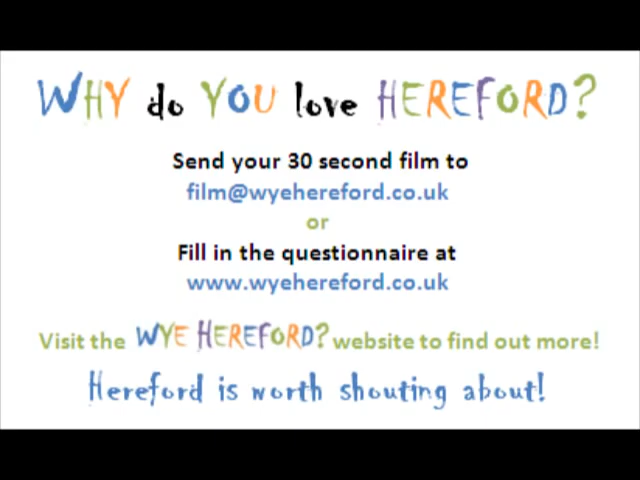 WHY do YOU love HEREFORD?
Send your 30 second film to
film@wyehereford.co.uk
or
Fill in the questionnaire at
www.wyehereford.co.uk
Visit the WYE HEREFORD? website to find out more!
Hereford is worth shouting about!